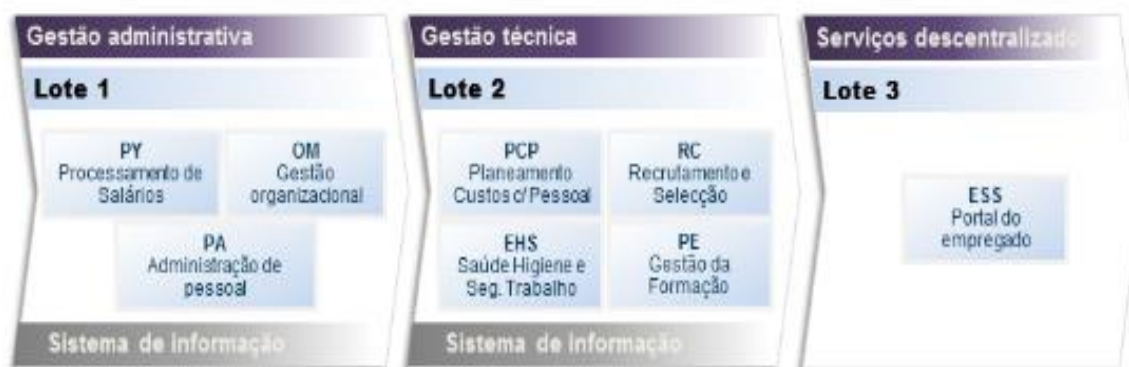 Gestão administrativa
Lote 1
PY
Processamento de
Salários
OM
Gestão
organizacional
PA
Administração de
pessoal
Sistema de informação
Gestão técnica
Lote 2
PCP
Planeamento
Custos c/ Pessoal
RC
Recrutamento e
Selecção
EHS
Saúde Higiene e
Seg. Trabalho
PE
Gestão da
Formação
Sistema de informação
Serviços descentralizado
Lote 3
ESS
Portal do
empregado